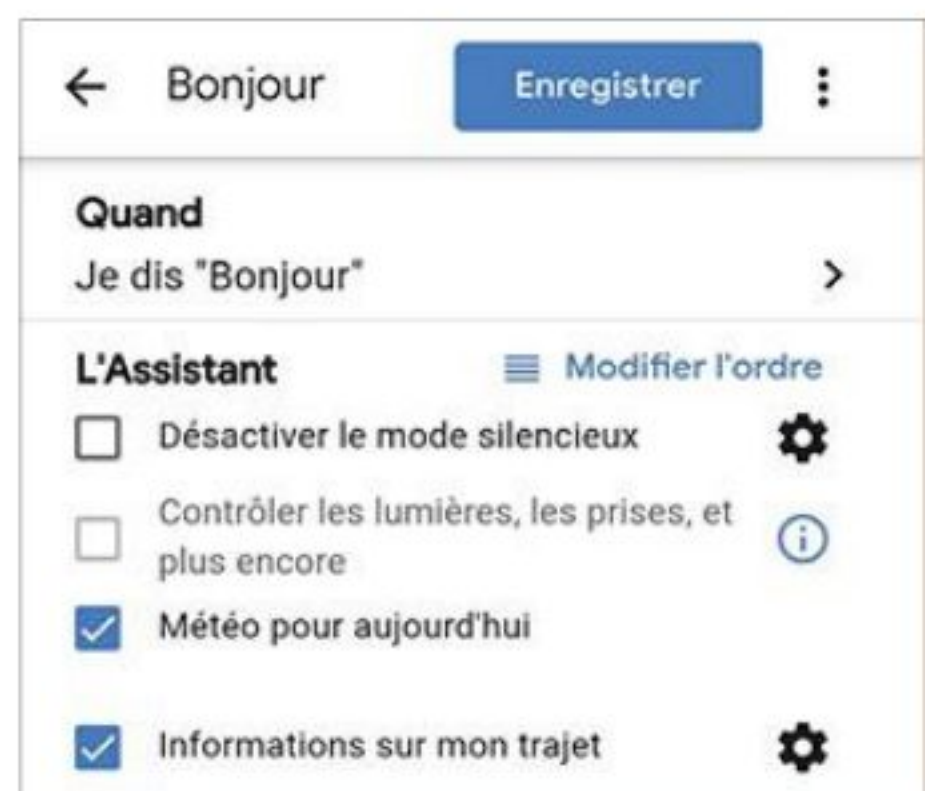 Bonjour Enregistrer
Quand
Je dis "Bonjour"
L'Assistant Modifier l'ordre
Désactiver le mode silencieux
Contrôler les lumières, les prises, et
plus encore
Météo pour aujourd'hui
Informations sur mon trajet